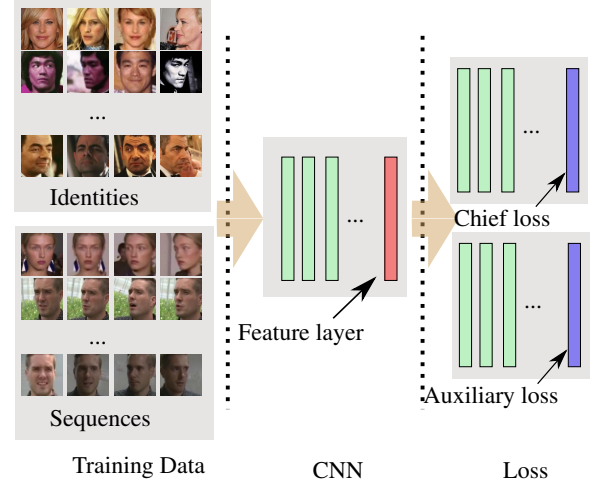 ...
Identities
...
Sequences
Training Data
...
Feature layer
CNN
...
Chief loss
...
Auxiliary loss
Loss